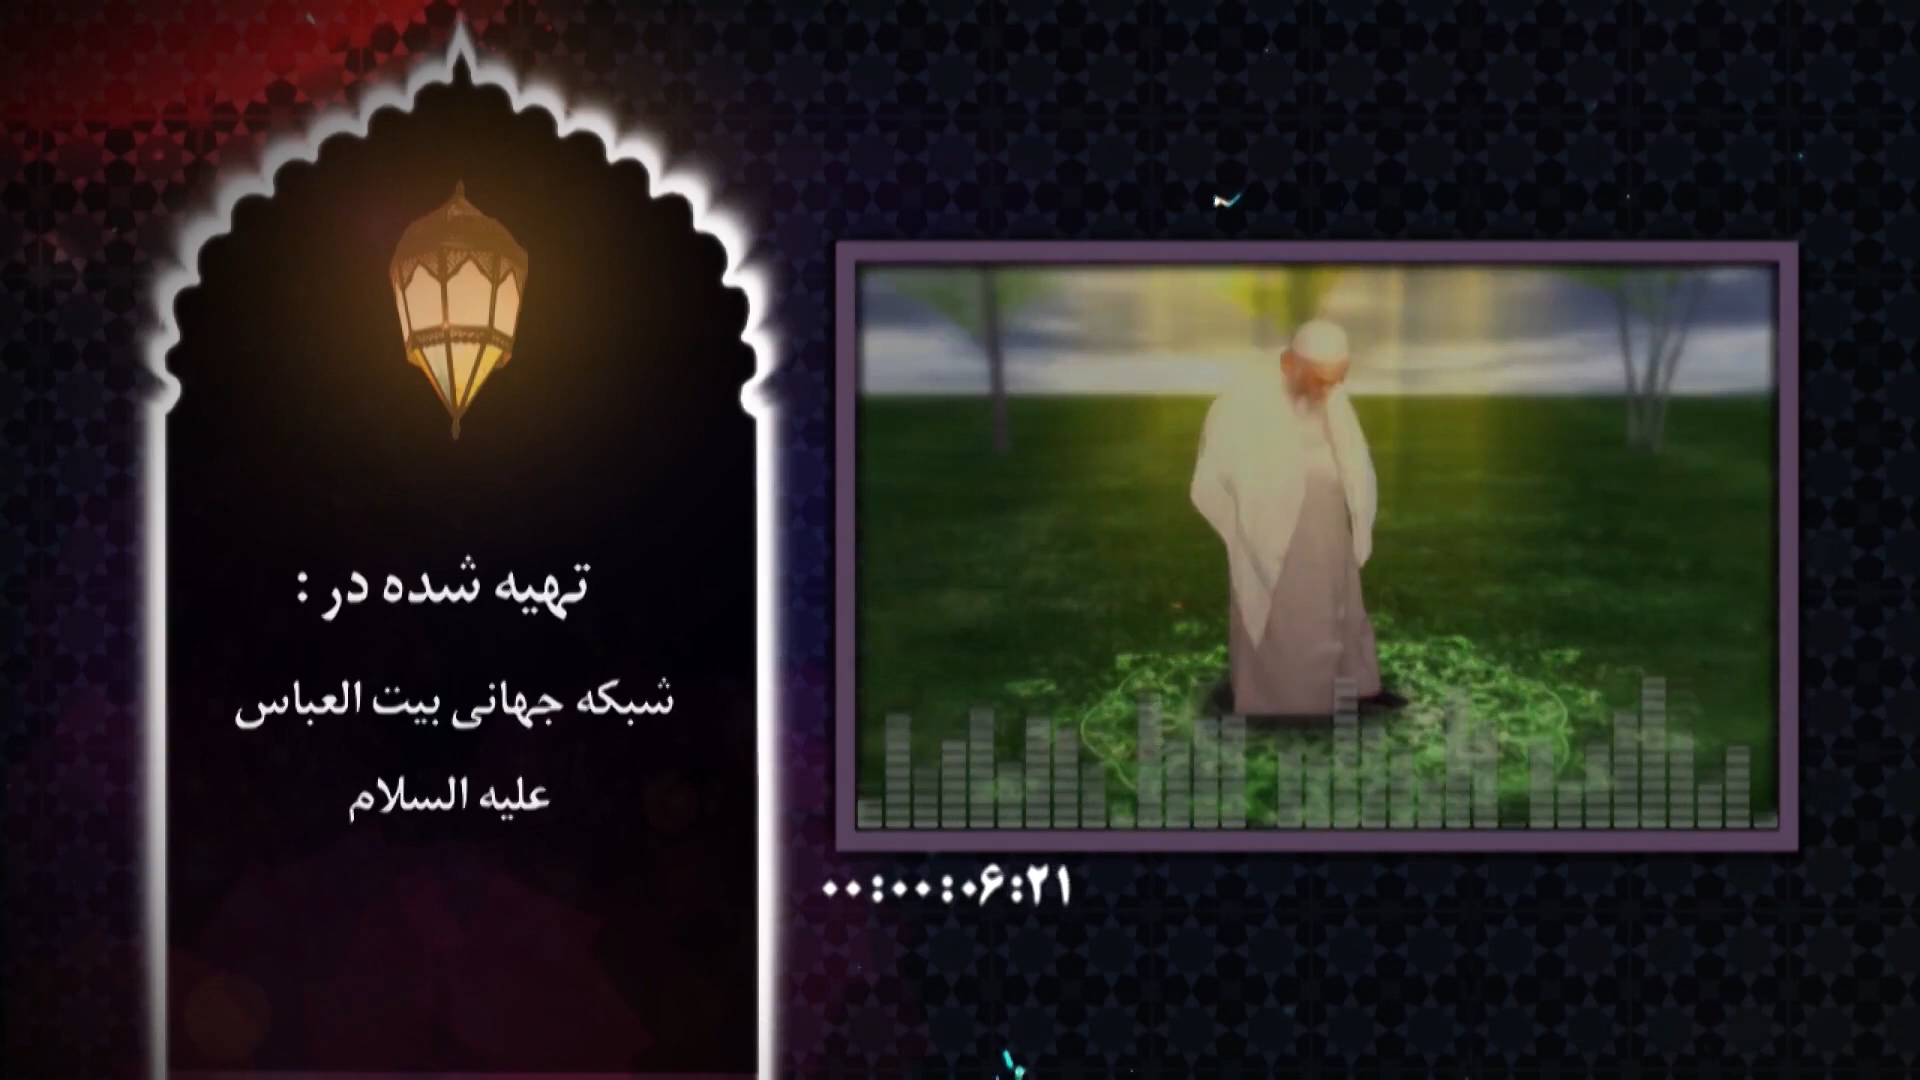 تهیه شده در :
شبکه جهانی بیت العباس
علیه السلام
۰۰:۰۰:۰۶:۲۱